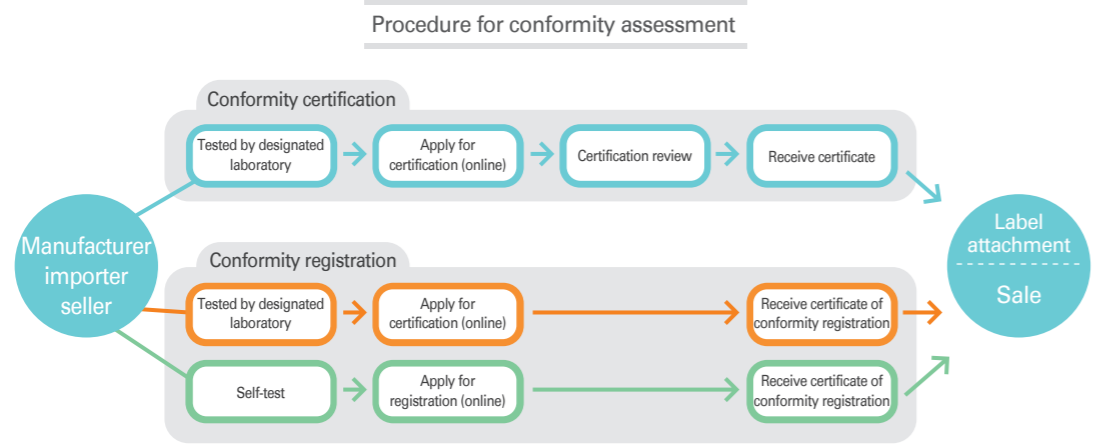 Procedure for conformity assessment
Conformity certification
Tested by designated
laboratory
Apply for
certification (online)
Certification review
Receive certificate
Manufacturer
importer
seller
Label
attachment
Sale
Conformity registration
Tested by designated
laboratory
Apply for
certification (online)
Receive certificate of
conformity registration
Self-test
Apply for
registration (online)
Receive certificate of
conformity registration